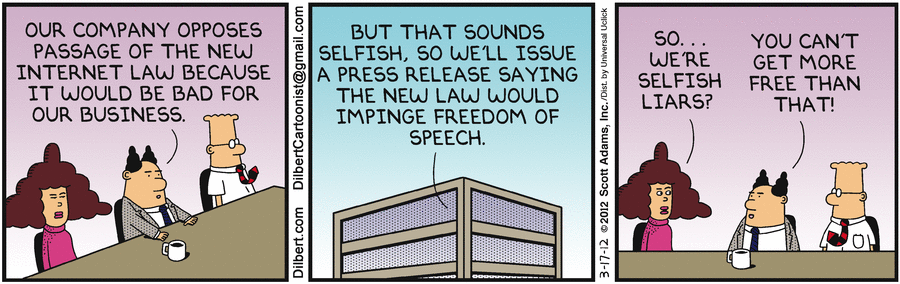 OUR COMPANY OPPOSES
PASSAGE OF THE NEW
INTERNET LAW BECAUSE
IT WOULD BE BAD FOR
OUR BUSINESS.
Dilbert.com DilbertCartoonist@gmail.com
BUT THAT SOUNDS
SELFISH, SO WE'LL ISSUE
A PRESS RELEASE SAYING
THE NEW LAW WOULD
IMPINGE FREEDOM OF
SPEECH.
3-17-12 © 2012 Scott Adams, Inc. /Dist. by Universal Uclick
SO...
WE'RE
SELFISH
LIARS?
YOU CAN'T
GET MORE
FREE THAN
THAT!